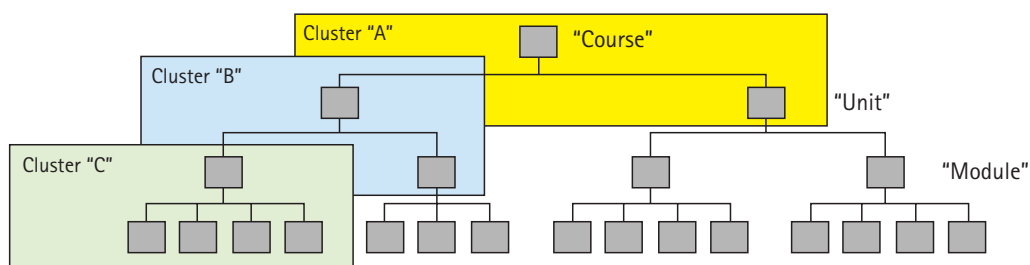 Cluster “A”
“Course”
Cluster “B”
“Unit”
Cluster “C”
“Module”